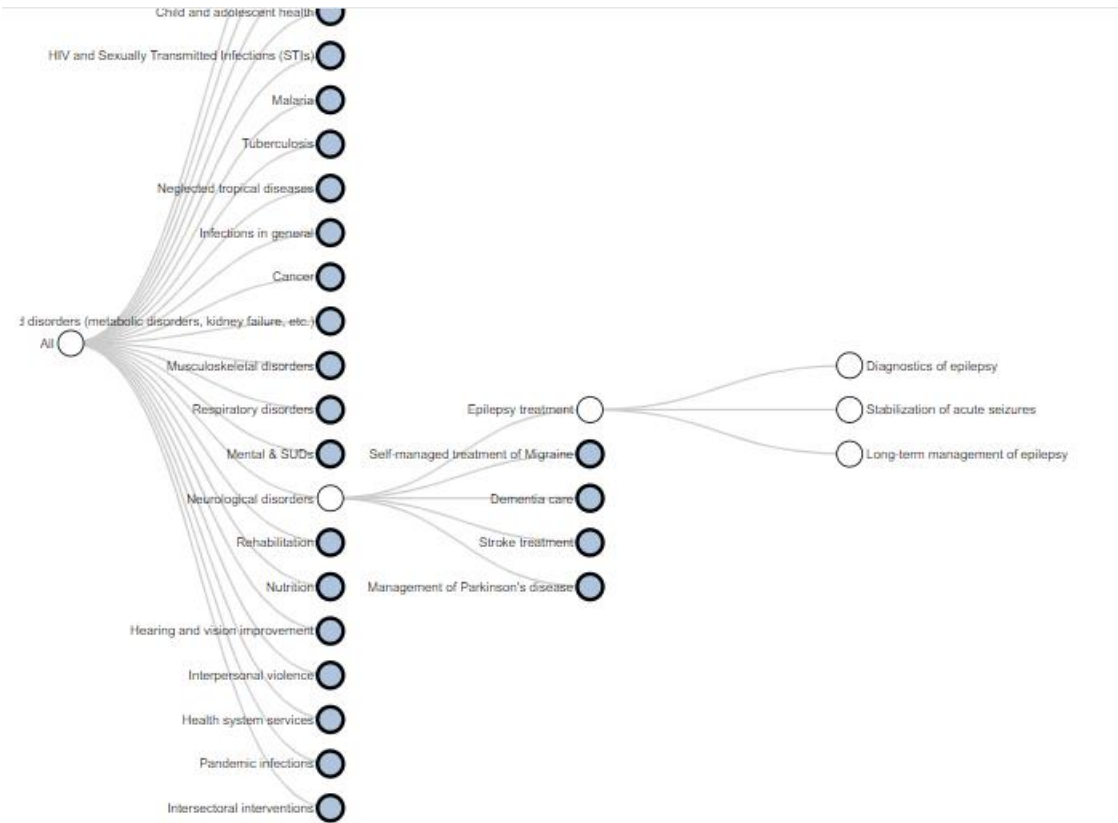 Child and adolescent health
HIV and Sexually Transmitted Infections (STIs)
Malaria
Tuberculosis
Neglected tropical diseases
Infections in general
Cancer
disorders (metabolic disorders, kidney failure, etc.)
All
Musculoskeletal disorders
Respiratory disorders
Mental & SUDs
Neurological disorders
Rehabilitation
Nutrition
Hearing and vision improvement
Interpersonal violence
Health system services
Pandemic infections
Intersectoral interventions
Epilepsy treatment
Self-managed treatment of Migraine
Dementia care
Stroke treatment
Management of Parkinson's disease
Diagnostics of epilepsy
Stabilization of acute seizures
Long-term management of epilepsy